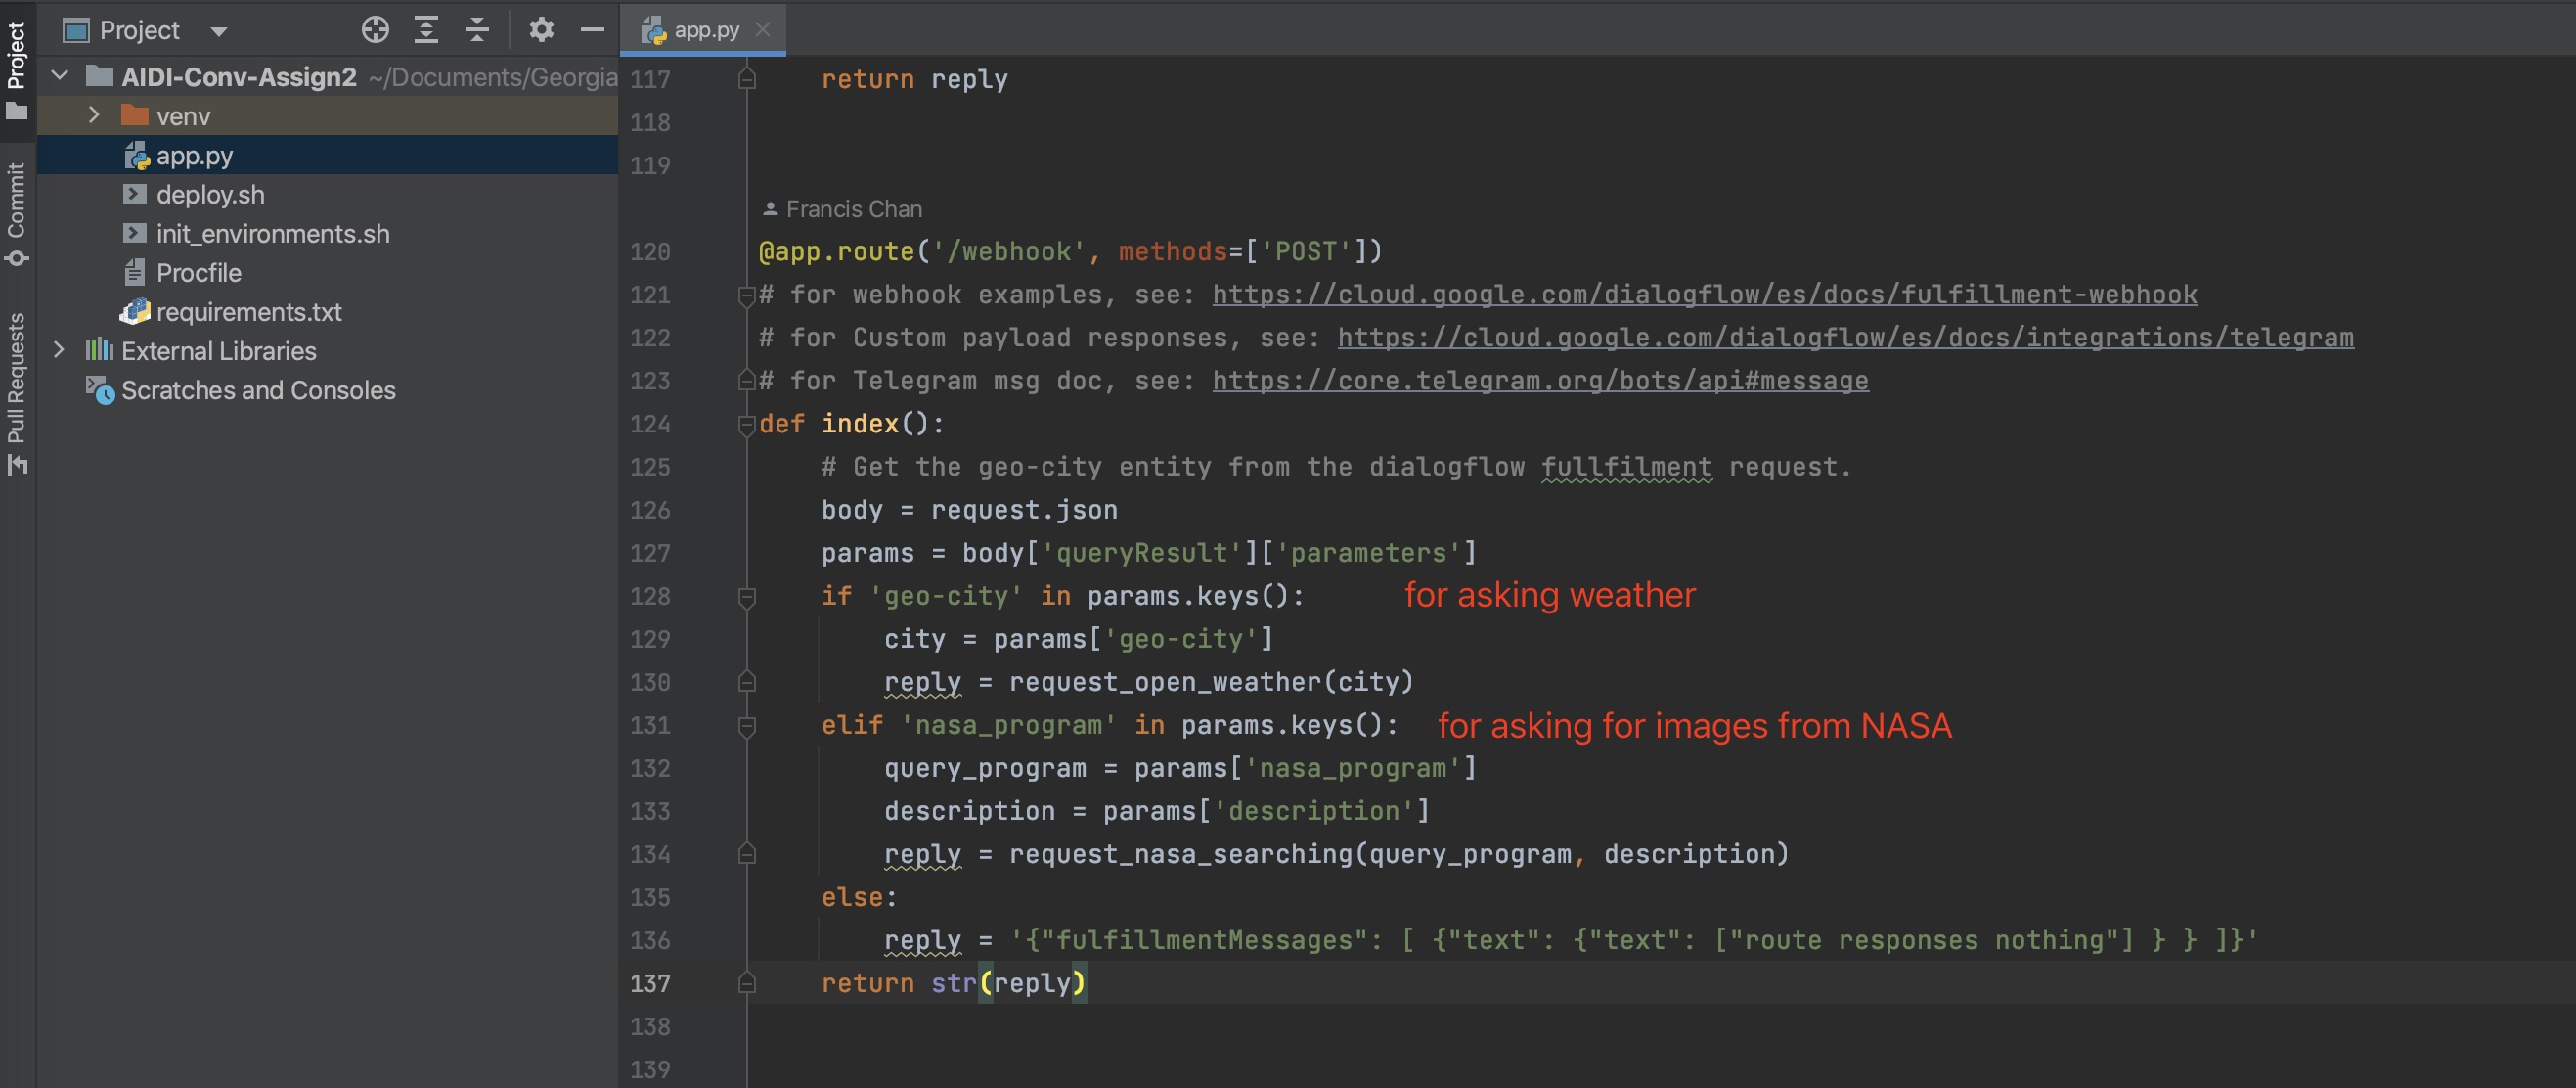 Project
Commit
Pull Requests
Project
AIDI-Conv-Assign2 ~/Documents/Georgia
venv
app.py
deploy.sh
init_environments.sh
Procfile
requirements.txt
External Libraries
Scratches and Consoles
app.py
117     return reply
118
119
Francis Chan
120 @app.route('/webhook', methods=['POST'])
121 # for webhook examples, see: https://cloud.google.com/dialogflow/es/docs/fulfillment-webhook
122 # for Custom payload responses, see: https://cloud.google.com/dialogflow/es/docs/integrations/telegram
123 # for Telegram msg doc, see: https://core.telegram.org/bots/api#message
124 def index():
125     # Get the geo-city entity from the dialogflow fullfilment request.
126     body = request.json
127     params = body['queryResult']['parameters']
128     if 'geo-city' in params.keys(): for asking weather
129         city = params['geo-city']
130         reply = request_open_weather(city)
131     elif 'nasa_program' in params.keys(): for asking for images from NASA
132         query_program = params['nasa_program']
133         description = params['description']
134         reply = request_nasa_searching(query_program, description)
135     else:
136         reply = '{"fulfillmentMessages": [ {"text": {"text": ["route responses nothing"] } } ]}'
137     return str(reply)
138
139